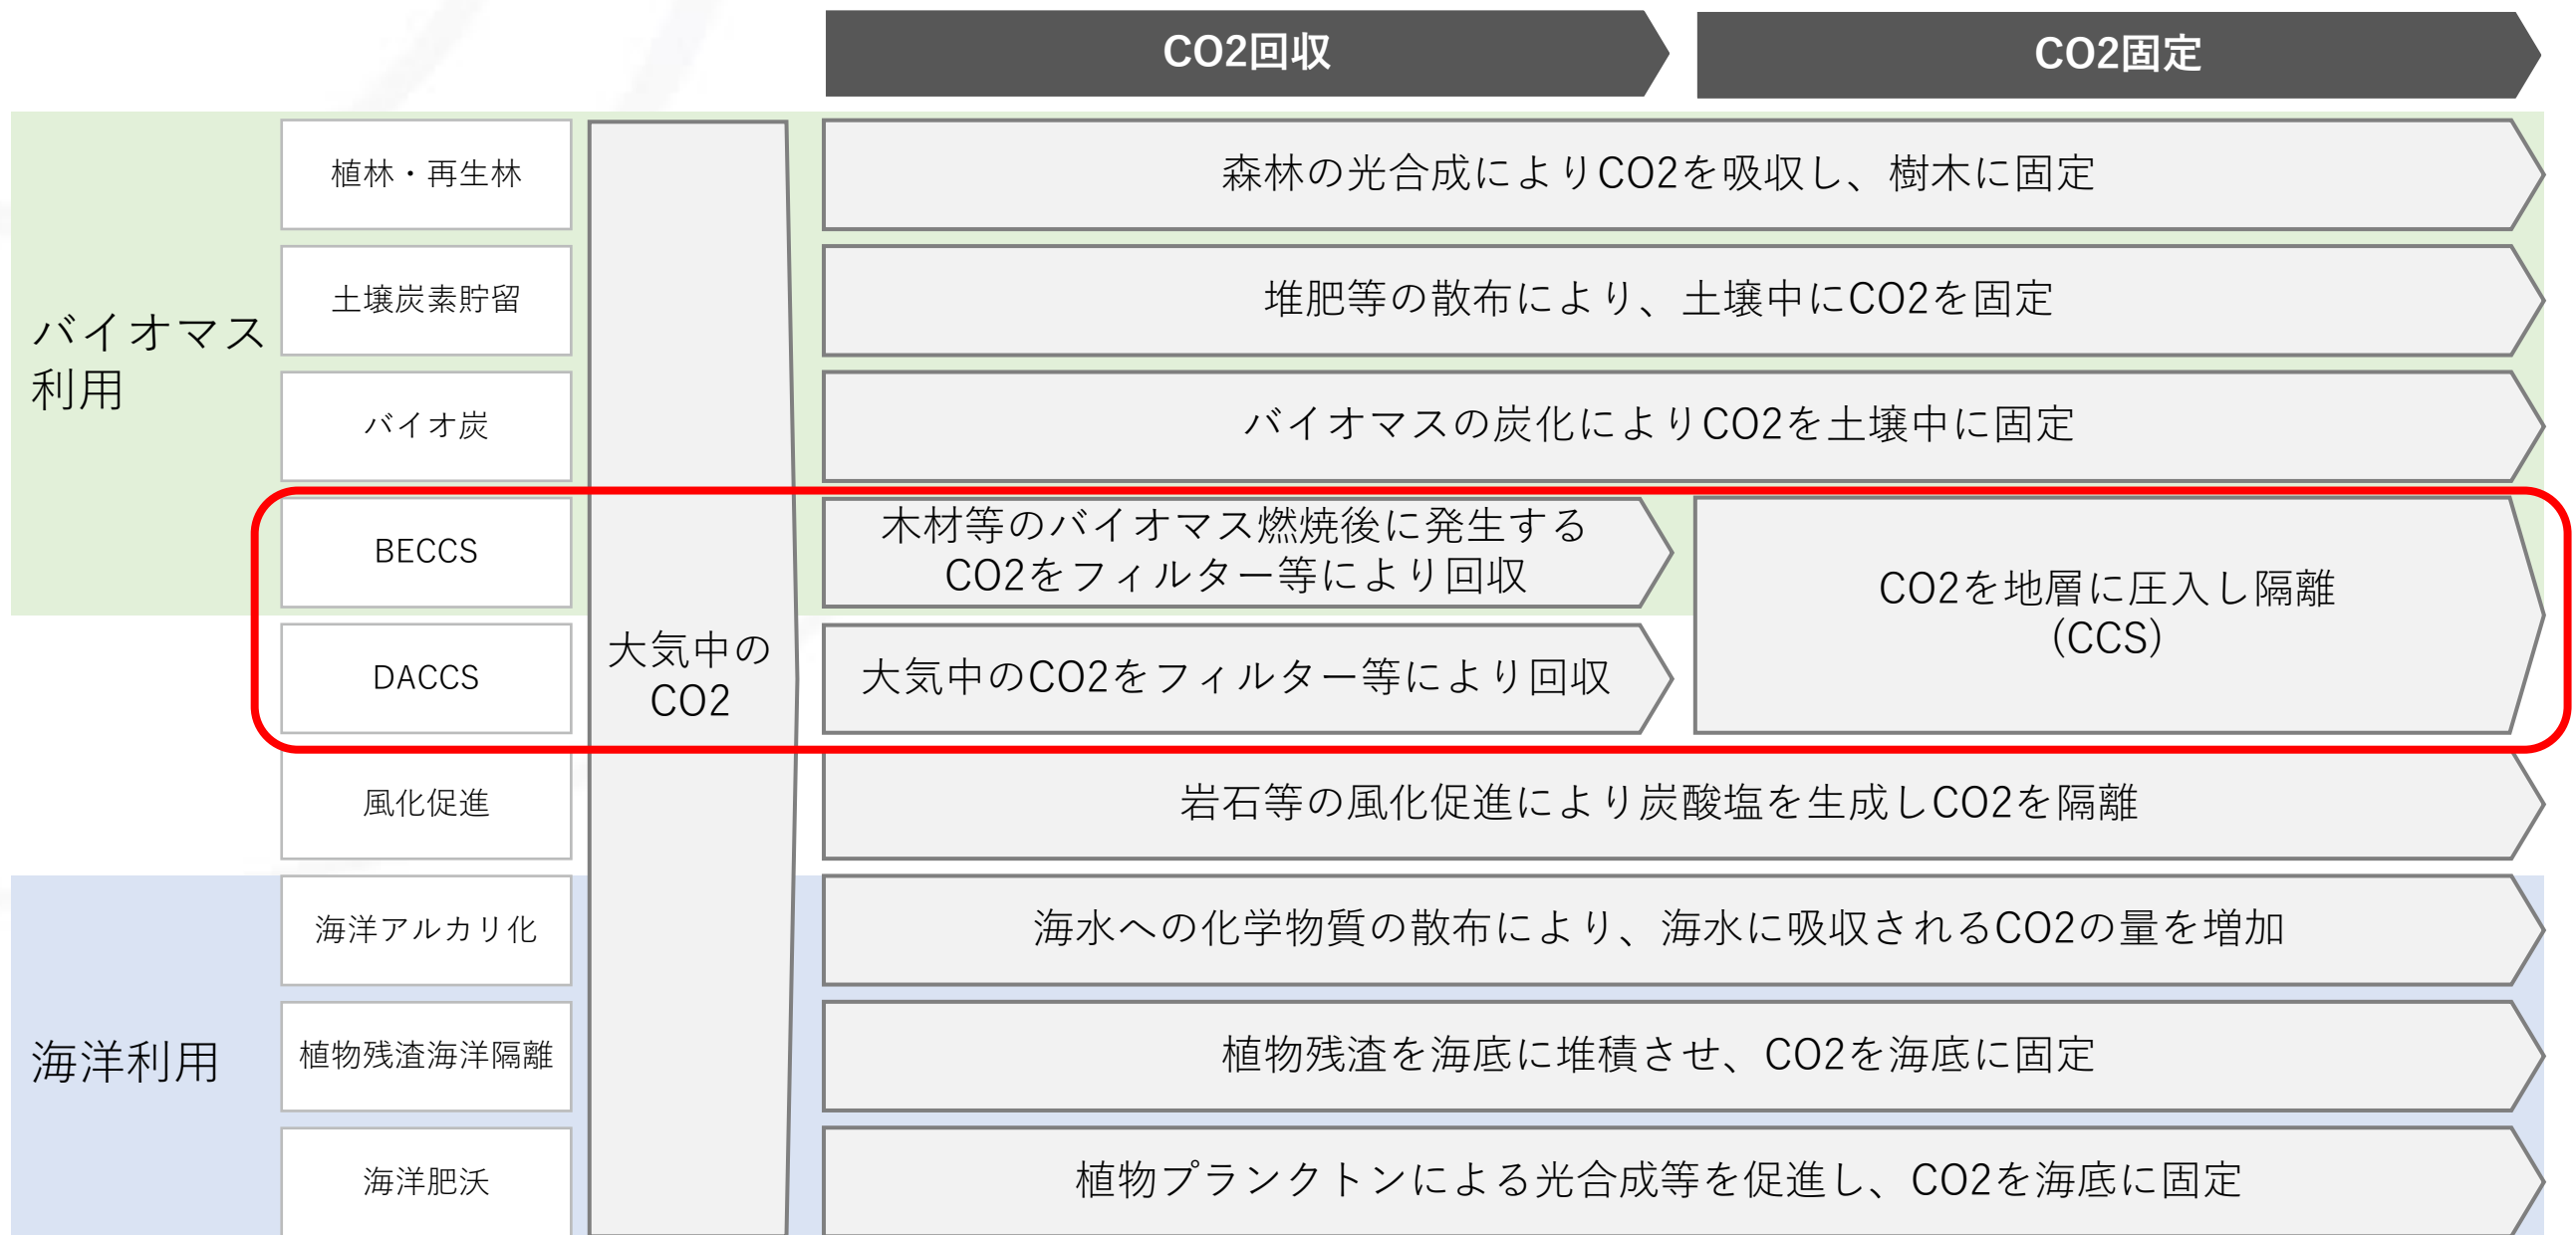 CO2回収
CO2固定
バイオマス
利用
植林・再生林
森林の光合成によりCO2を吸収し、樹木に固定
土壌炭素貯留
堆肥等の散布により、土壌中にCO2を固定
バイオ炭
バイオマスの炭化によりCO2を土壌中に固定
BECCS
木材等のバイオマス燃焼後に発生する
CO2をフィルター等により回収
CO2を地層に圧入し隔離
(CCS)
DACCS
大気中の
CO2
大気中のCO2をフィルター等により回収
風化促進
岩石等の風化促進により炭酸塩を生成しCO2を隔離
海洋利用
海洋アルカリ化
海水への化学物質の散布により、海水に吸収されるCO2の量を増加
植物残渣海洋隔離
植物残渣を海底に堆積させ、CO2を海底に固定
海洋肥沃
植物プランクトンによる光合成等を促進し、CO2を海底に固定